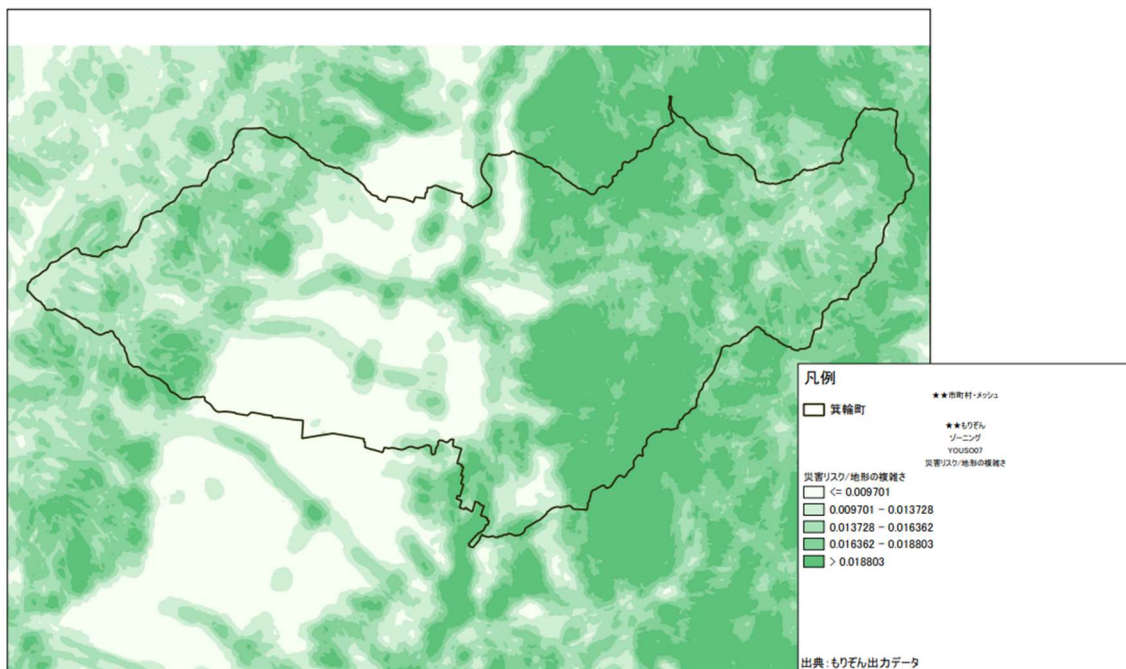 凡例
★★市町村・メッシュ
箕輪町
★★もりぞん
ゾーニング
YOUSO07
災害リスク/地形の複雑さ
災害リスク/地形の複雑さ
<= 0.009701
0.009701 - 0.013728
0.013728 - 0.016362
0.016362 - 0.018803
> 0.018803
出典:もりぞん出力データ